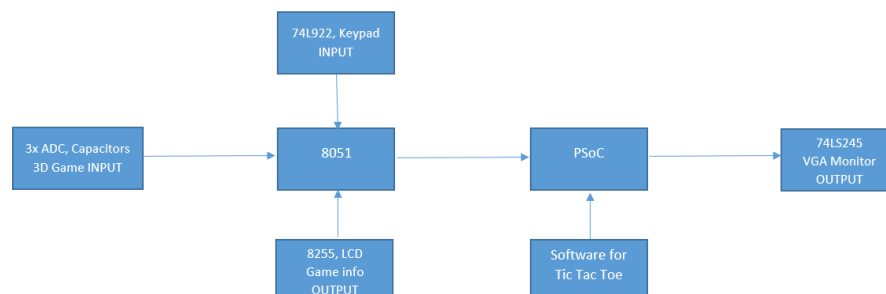 74L922, Keypad
INPUT
3x ADC, Capacitors
3D Game INPUT
8051
PSoC
74LS245
VGA Monitor
OUTPUT
8255, LCD
Game info
OUTPUT
Software for
Tic Tac Toe